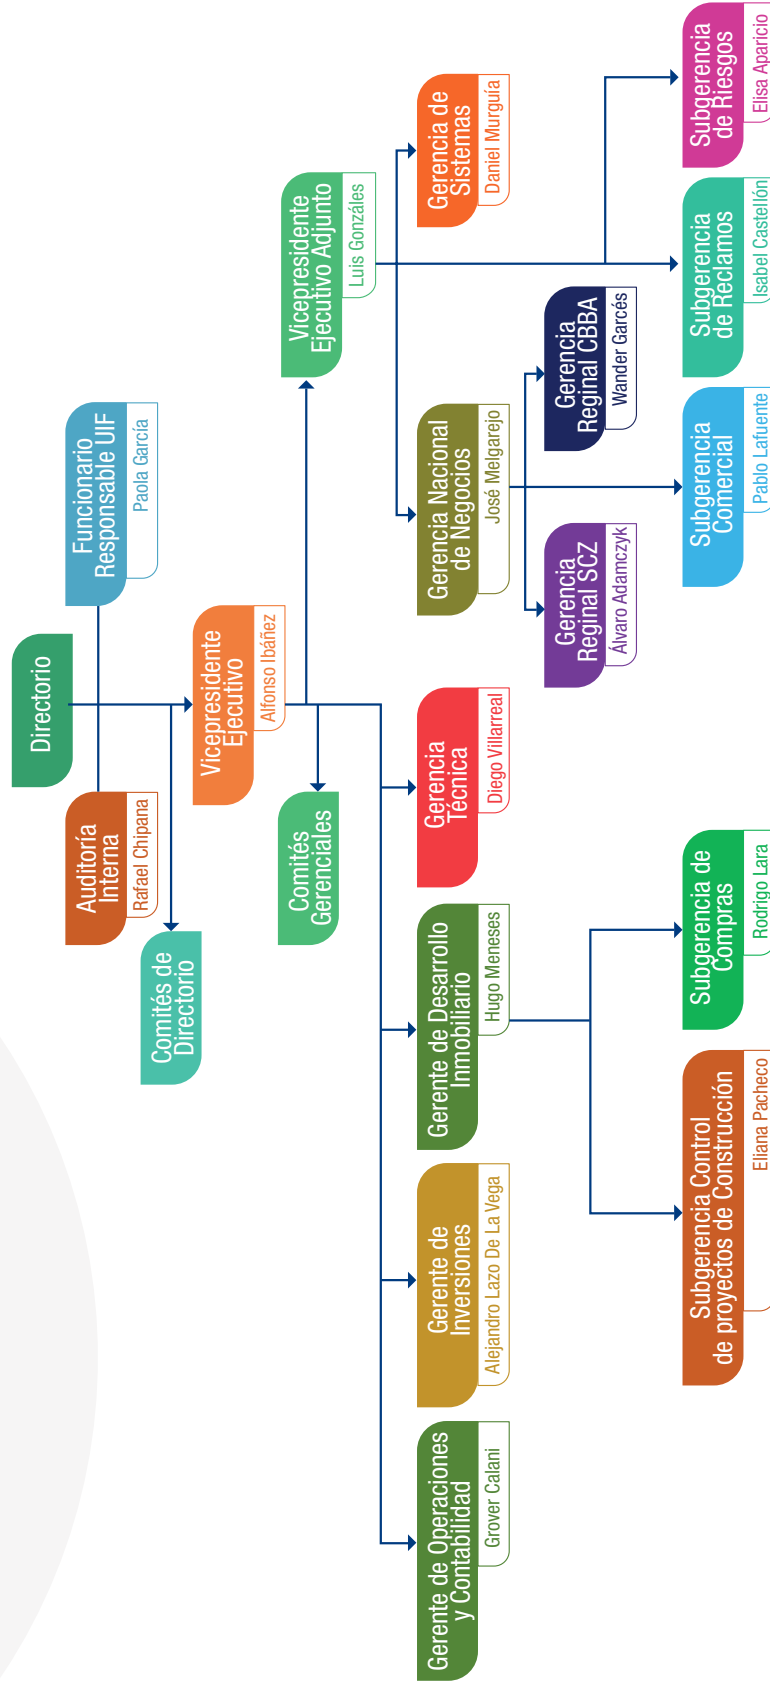 Directorio
Auditoría
Interna
Rafael Chipana
Funcionario
Responsable UIF
Paola García
Comités de
Directorio
Vicepresidente
Ejecutivo
Alfonso Ibáñez
Comités
Gerenciales
Vicepresidente
Ejecutivo Adjunto
Luis Gonzáles
Gerente de Operaciones
y Contabilidad
Grover Calani
Gerente de
Inversiones
Alejandro Lazo De La Vega
Gerente de Desarrollo
Inmobiliario
Hugo Meneses
Gerencia
Técnica
Diego Villarreal
Gerencia Nacional
de Negocios
José Melgarejo
Gerencia de
Sistemas
Daniel Murguía
Gerencia
Reginal SCZ
Álvaro Adamczyk
Gerencia
Reginal CBBA
Wander Garcés
Subgerencia Control
de proyectos de Construcción
Eliana Pacheco
Subgerencia de
Compras
Rodrigo Lara
Subgerencia
Comercial
Pablo Lafuente
Subgerencia
de Reclamos
Isabel Castellón
Subgerencia
de Riesgos
Elisa Aparicio